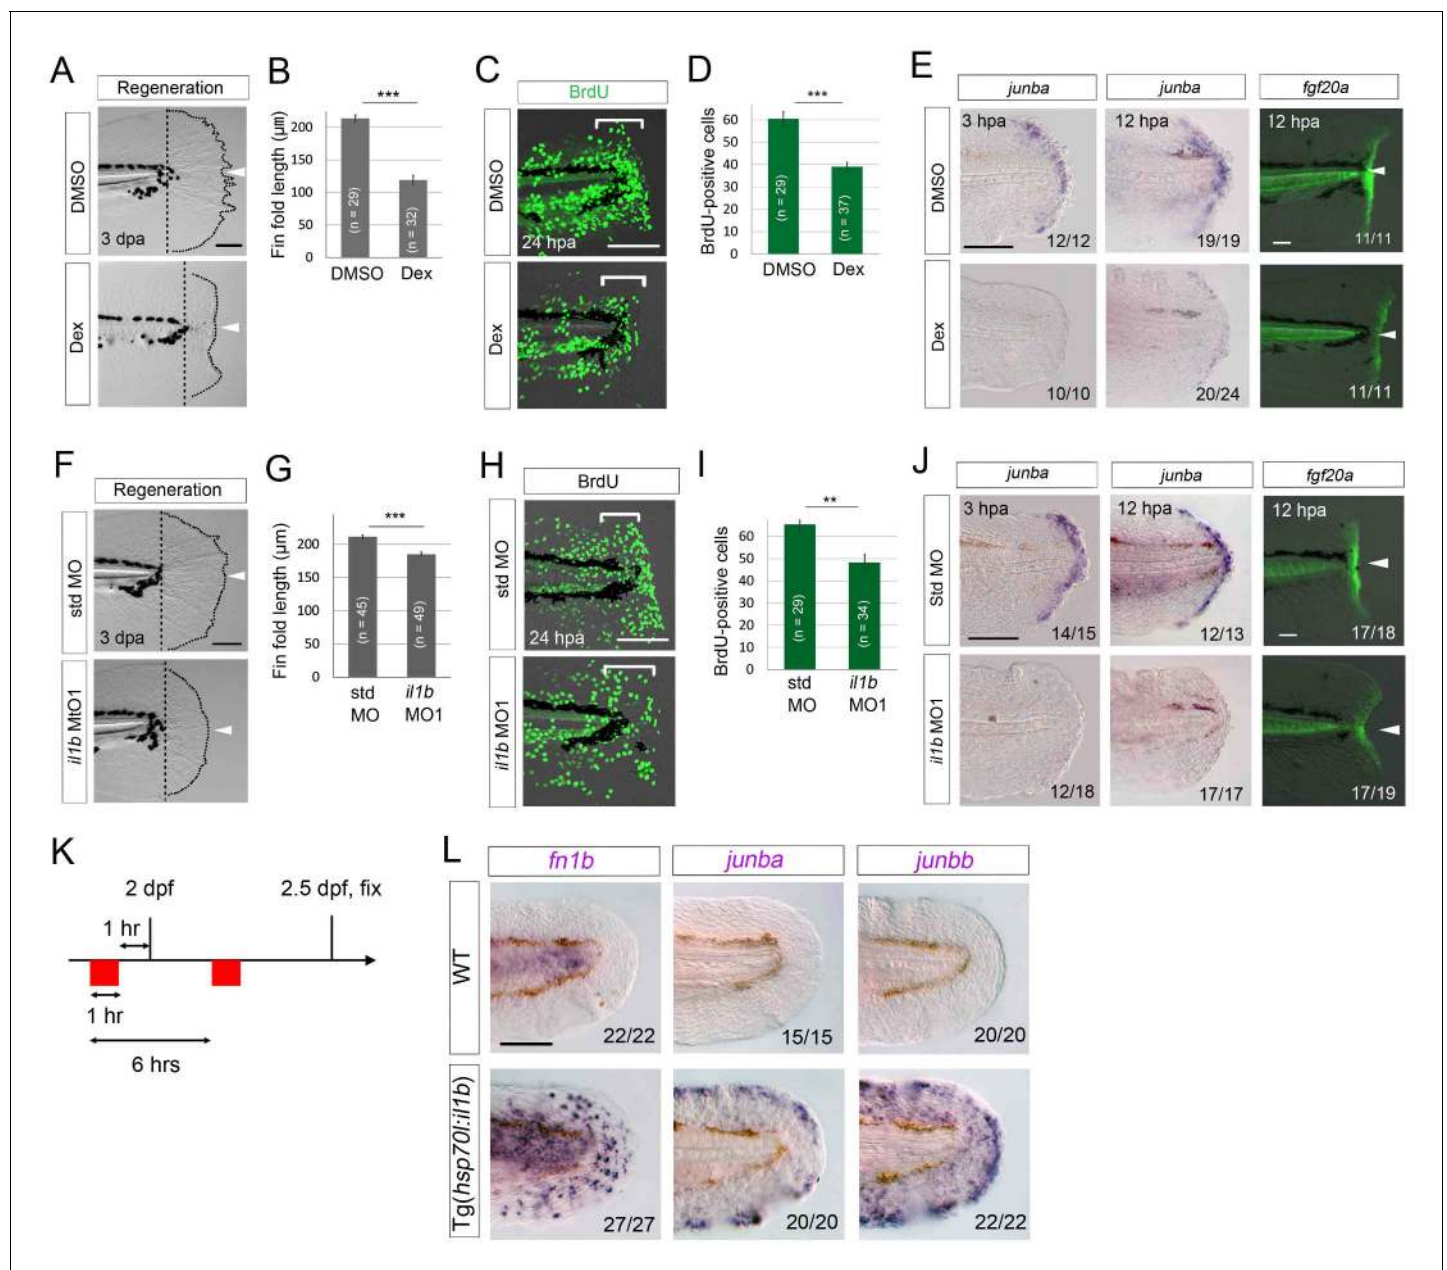 A
Regeneration
DMSO
3 dpa
Dex
B
***
Fin fold length (µm)
200
150
100
50
0
(n = 29)
(n = 32)
DMSO Dex
C
BrdU
DMSO
24 hpa
Dex
D
***
BrdU-positive cells
60
50
40
30
20
10
0
(n = 29)
(n = 37)
DMSO Dex
E
junba junba fgf20a
DMSO
3 hpa 12 hpa 12 hpa
12/12 19/19 11/11
Dex
10/10 20/24 11/11
F
Regeneration
std MO
3 dpa
il1b MtO1
G
***
Fin fold length (µm)
200
150
200
50
0
(n = 45)
(n = 49)
std MO
il1b MO1
H
BrdU
std MO
24 hpa
il1b MO1
I
**
BrdU-positive cells
60
50
40
30
20
10
0
(n = 29)
(n = 34)
std MO
il1b MO1
J
junba junba fgf20a
Std MO
3 hpa 12 hpa 12 hpa
14/15 12/13 17/18
il1b MO1
12/18 17/17 17/19
K
2 dpf 2.5 dpf, fix
1 hr
1 hr
6 hrs
L
fn1b junba junbb
WT
22/22 15/15 20/20
Tg(hsp70l:il1b)
27/27 20/20 22/22